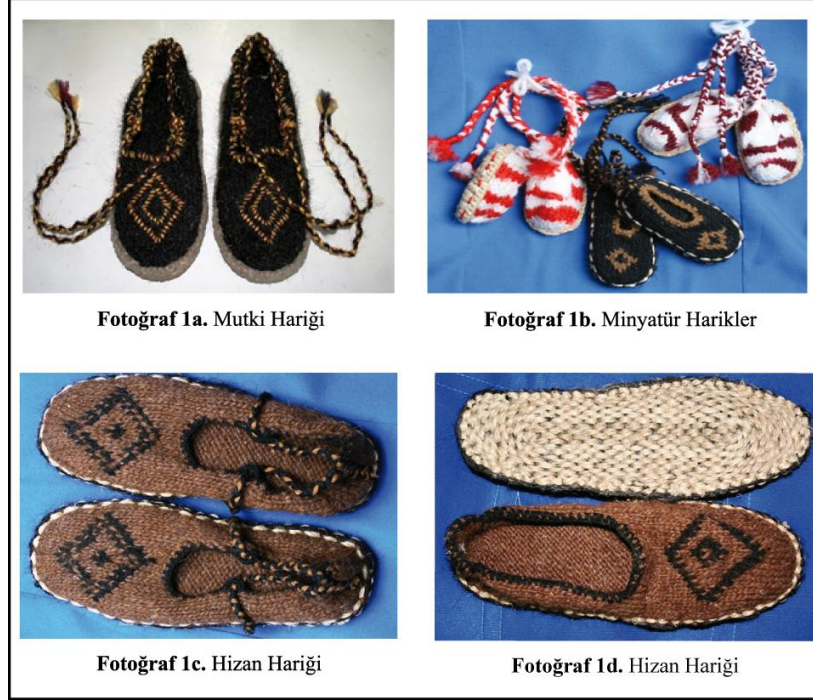 Fotoğraf 1a. Mutki Hariği
Fotoğraf 1b. Minyatür Harikler
Fotoğraf 1c. Hizan Hariği
Fotoğraf 1d. Hizan Hariği